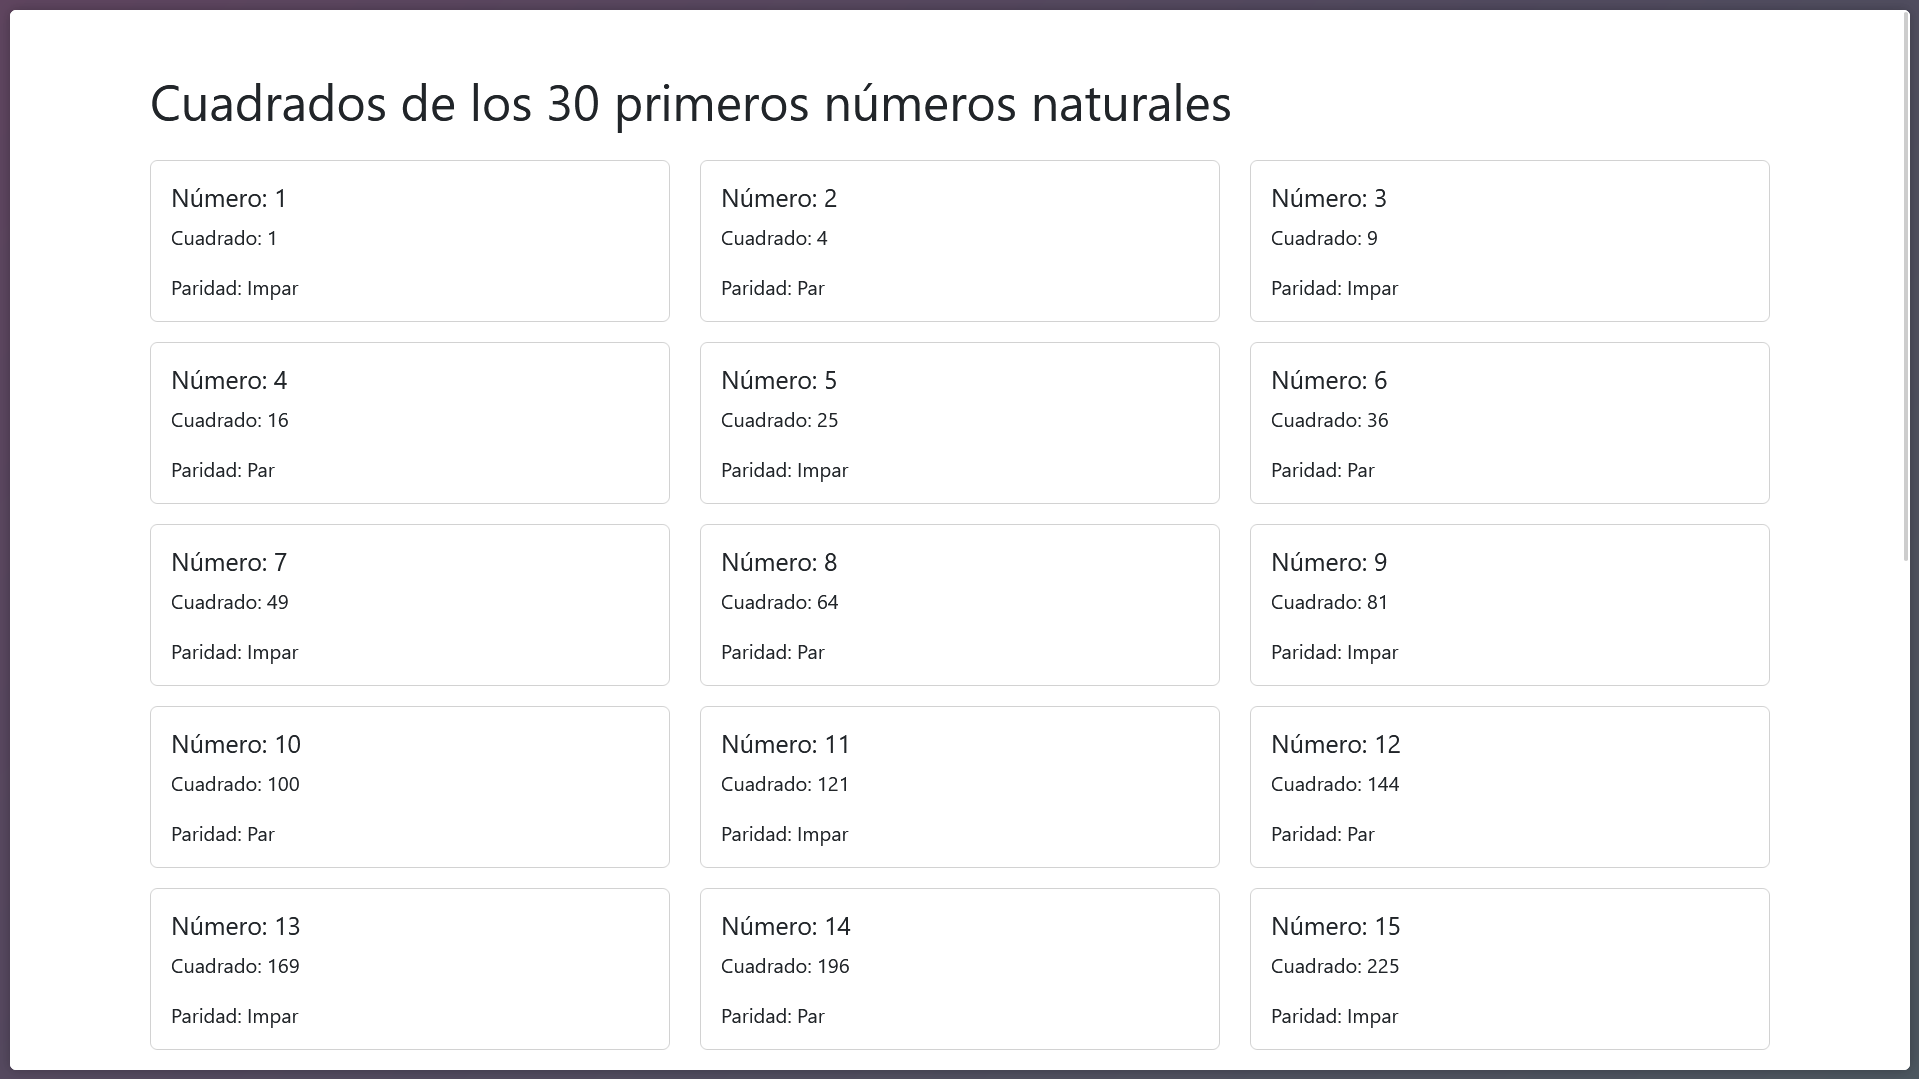 Cuadrados de los 30 primeros números naturales
Número: 1
Cuadrado: 1
Paridad: Impar
Número: 2
Cuadrado: 4
Paridad: Par
Número: 3
Cuadrado: 9
Paridad: Impar
Número: 4
Cuadrado: 16
Paridad: Par
Número: 5
Cuadrado: 25
Paridad: Impar
Número: 6
Cuadrado: 36
Paridad: Par
Número: 7
Cuadrado: 49
Paridad: Impar
Número: 8
Cuadrado: 64
Paridad: Par
Número: 9
Cuadrado: 81
Paridad: Impar
Número: 10
Cuadrado: 100
Paridad: Par
Número: 11
Cuadrado: 121
Paridad: Impar
Número: 12
Cuadrado: 144
Paridad: Par
Número: 13
Cuadrado: 169
Paridad: Impar
Número: 14
Cuadrado: 196
Paridad: Par
Número: 15
Cuadrado: 225
Paridad: Impar